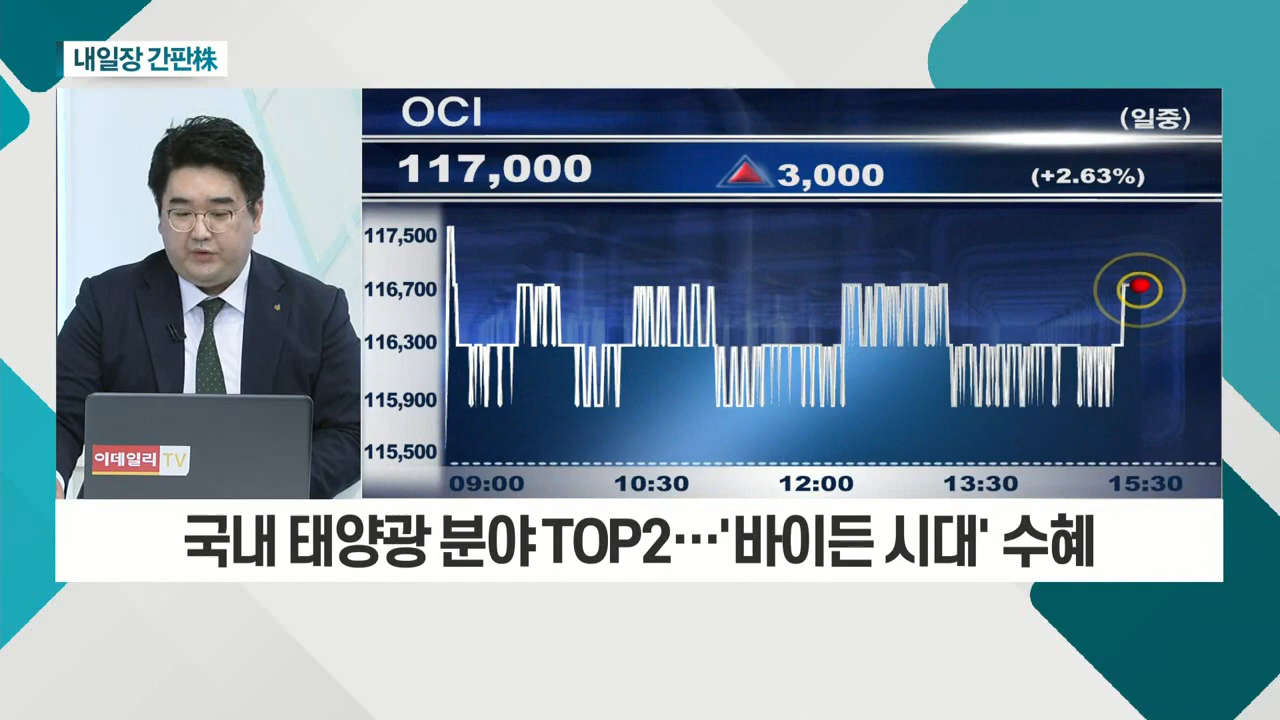 내일장 간판株
OCI
(일중)
117,000 3,000 (+2.63%)
117,500
116,700
116,300
115,900
115,500
09:00 10:30 12:00 13:30 15:30
이데일리 TV
국내 태양광 분야 TOP2…'바이든 시대' 수혜